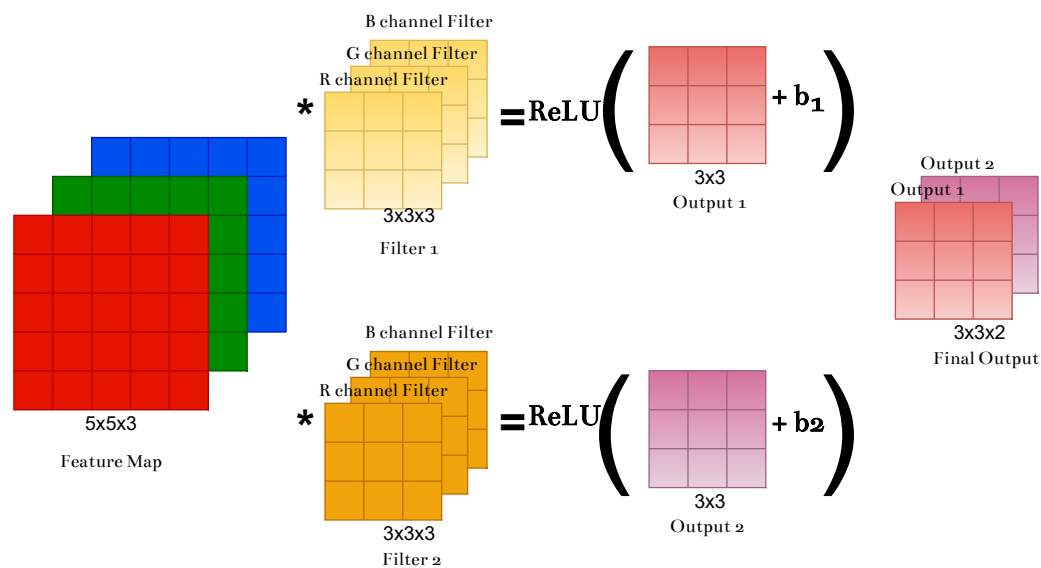 B channel Filter
G channel Filter
R channel Filter
* = ReLU ( + b1 )
3x3x3
Filter 1
3x3
Output 1
5x5x3
Feature Map
B channel Filter
G channel Filter
R channel Filter
* = ReLU ( + b2 )
3x3x3
Filter 2
3x3
Output 2
Output 2
Output 1
3x3x2
Final Output